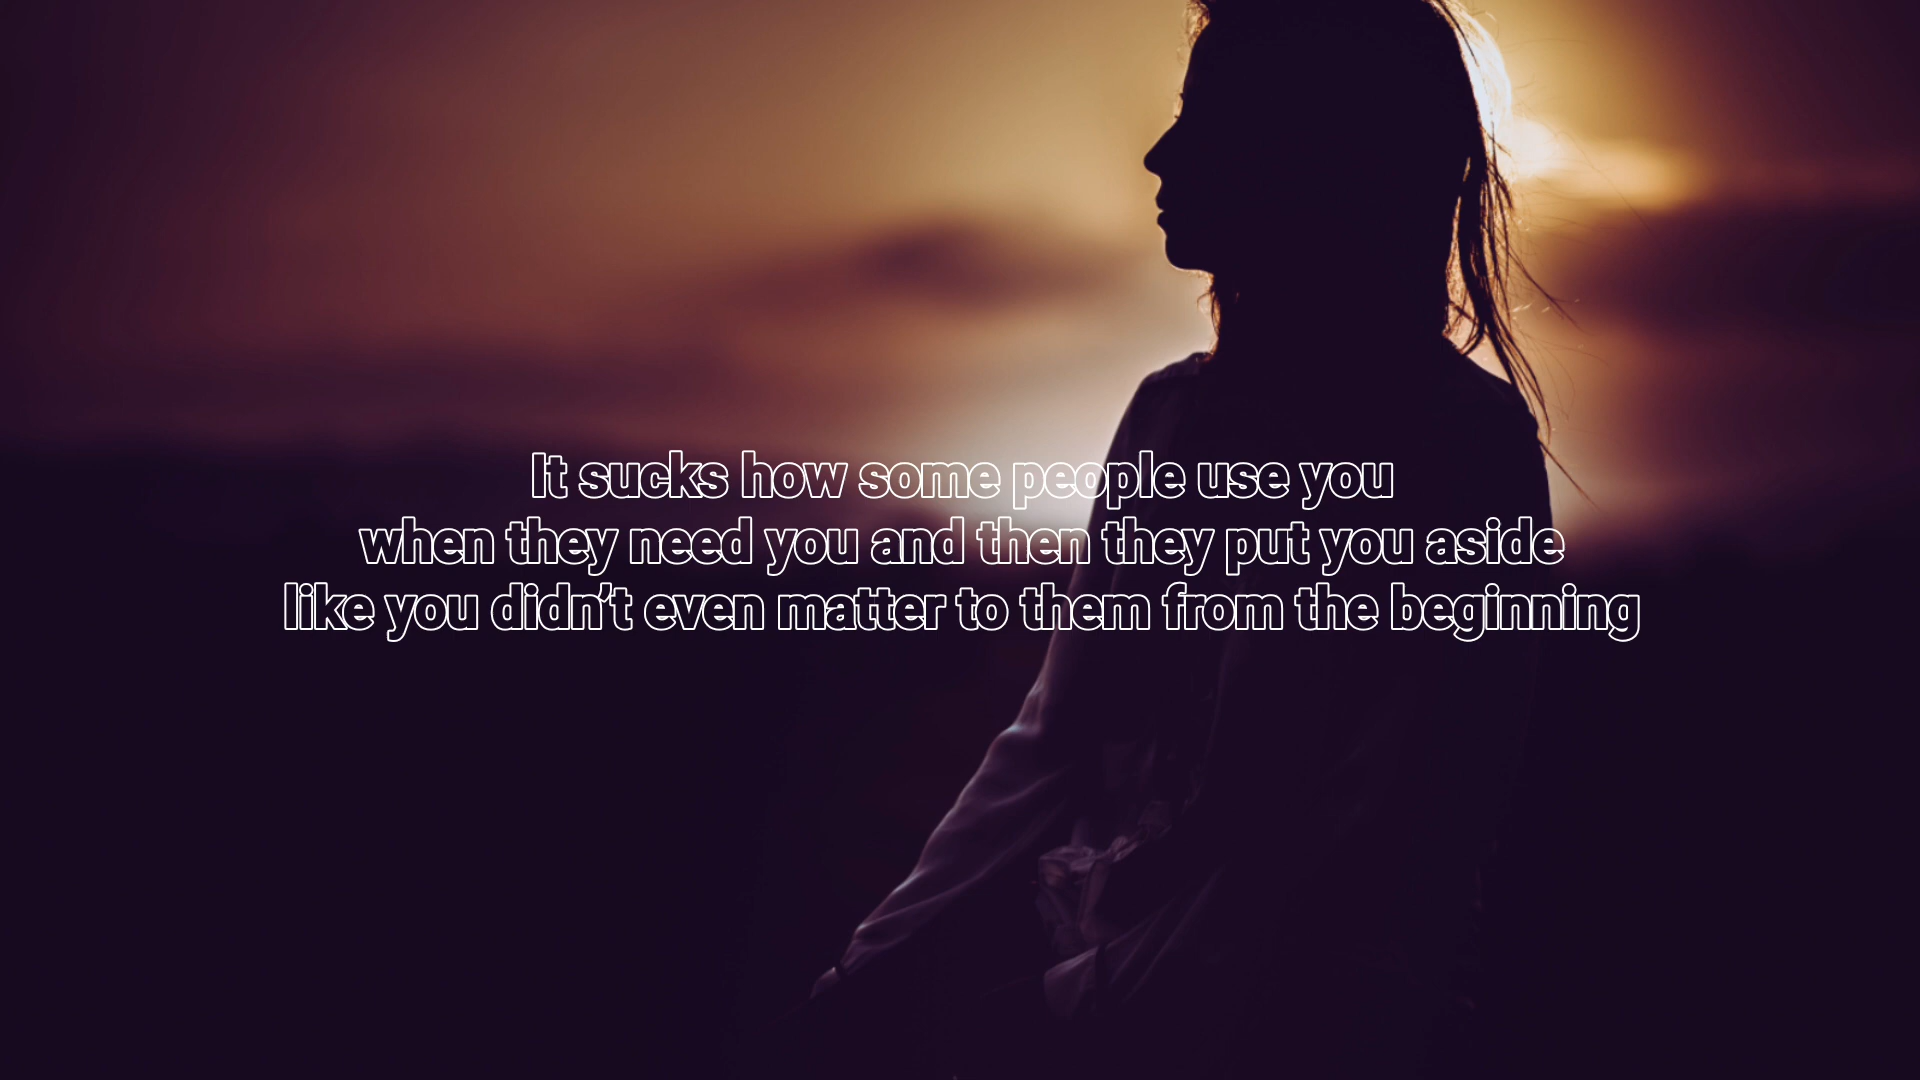 It sucks how some people use you
when they need you and then they put you aside
like you didn't even matter to them from the beginning